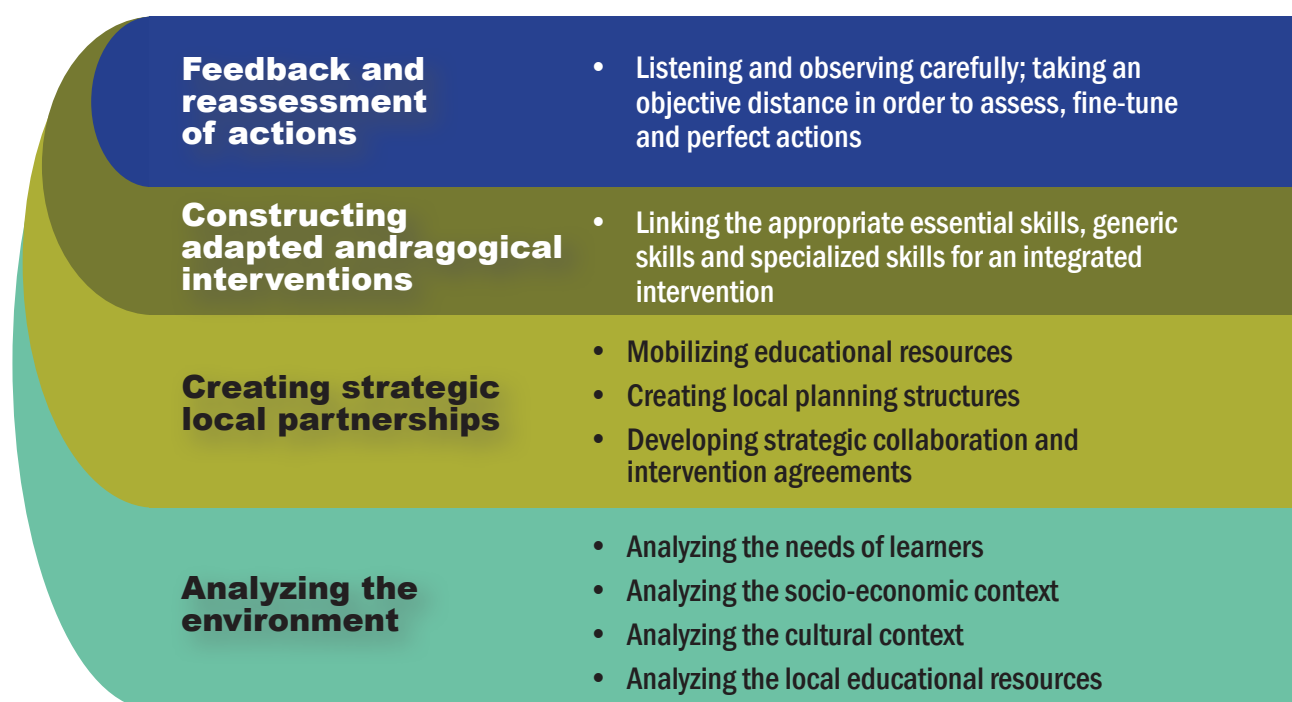 Feedback and
reassessment
of actions
• Listening and observing carefully; taking an
objective distance in order to assess, fine-tune
and perfect actions
Constructing
adapted andragogical
interventions
• Linking the appropriate essential skills, generic
skills and specialized skills for an integrated
intervention
Creating strategic
local partnerships
• Mobilizing educational resources
• Creating local planning structures
• Developing strategic collaboration and
intervention agreements
Analyzing the
environment
• Analyzing the needs of learners
• Analyzing the socio-economic context
• Analyzing the cultural context
• Analyzing the local educational resources